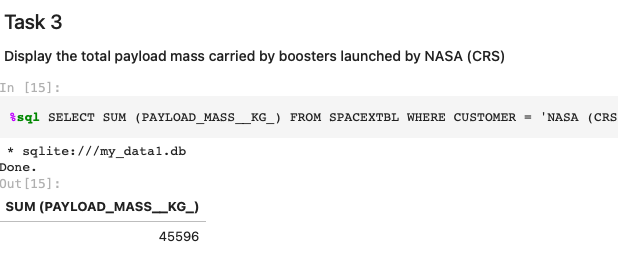 Task 3
Display the total payload mass carried by boosters launched by NASA (CRS)
In [15]:
%sql SELECT SUM (PAYLOAD_MASS__KG_) FROM SPACEXTBL WHERE CUSTOMER = 'NASA (CRS
* sqlite:///my_data1.db
Done.
Out[15]:
SUM (PAYLOAD_MASS__KG_)
45596